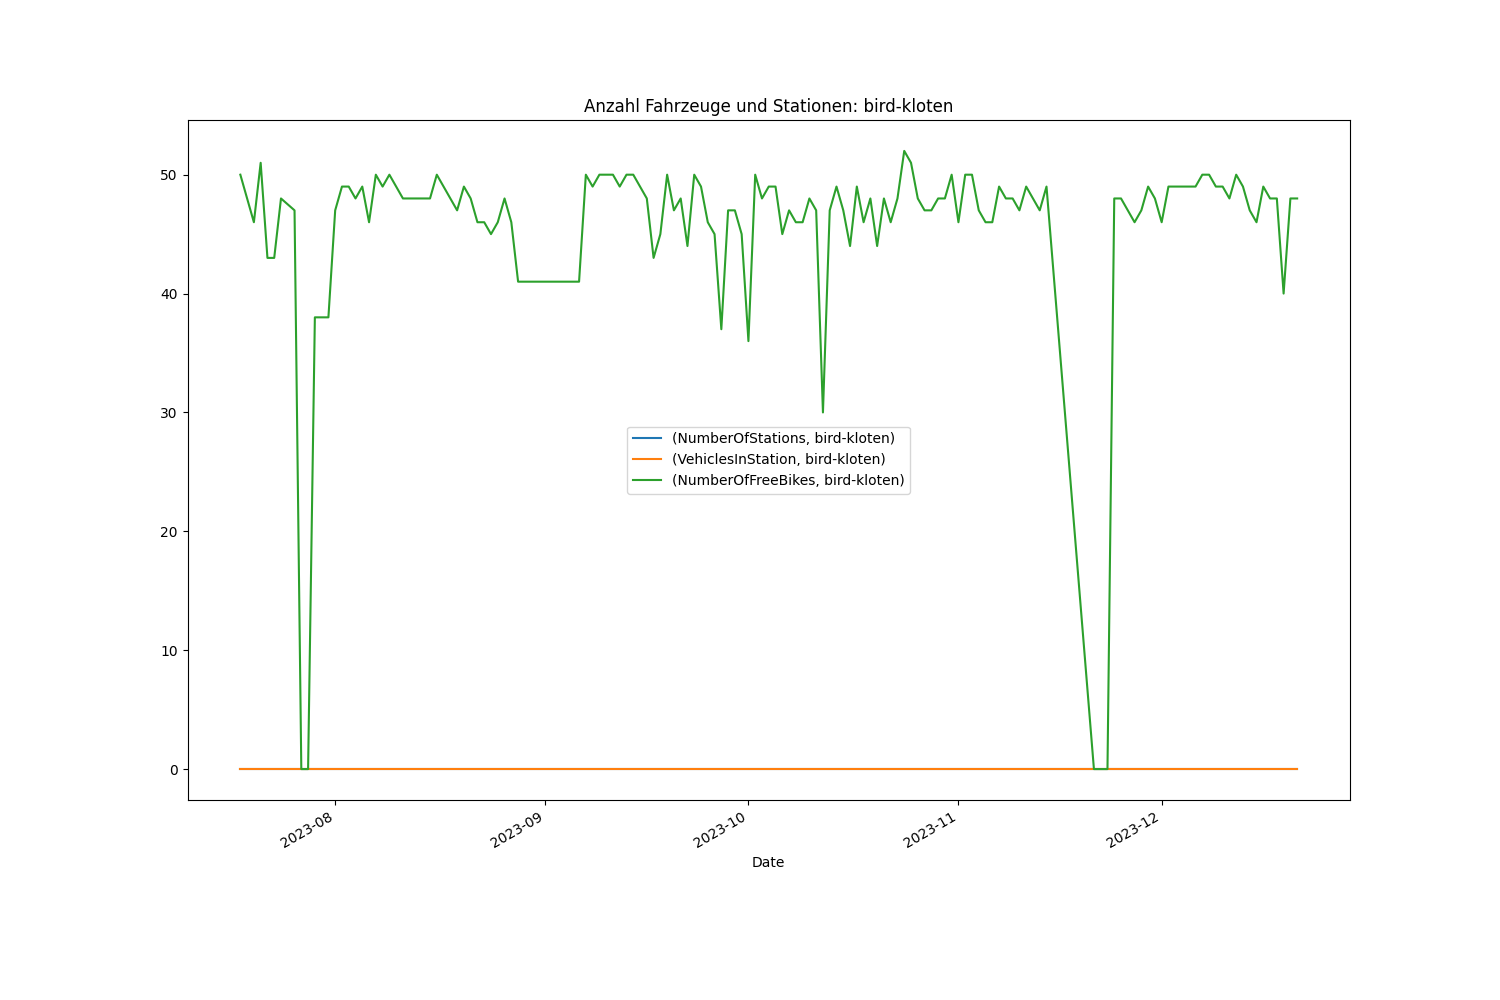 Anzahl Fahrzeuge und Stationen: bird-kloten
50
40
30
20
10
0
(NumberOfStations, bird-kloten)
(VehiclesInStation, bird-kloten)
(NumberOfFreeBikes, bird-kloten)
2023-08
2023-09
2023-10
2023-11
2023-12
Date